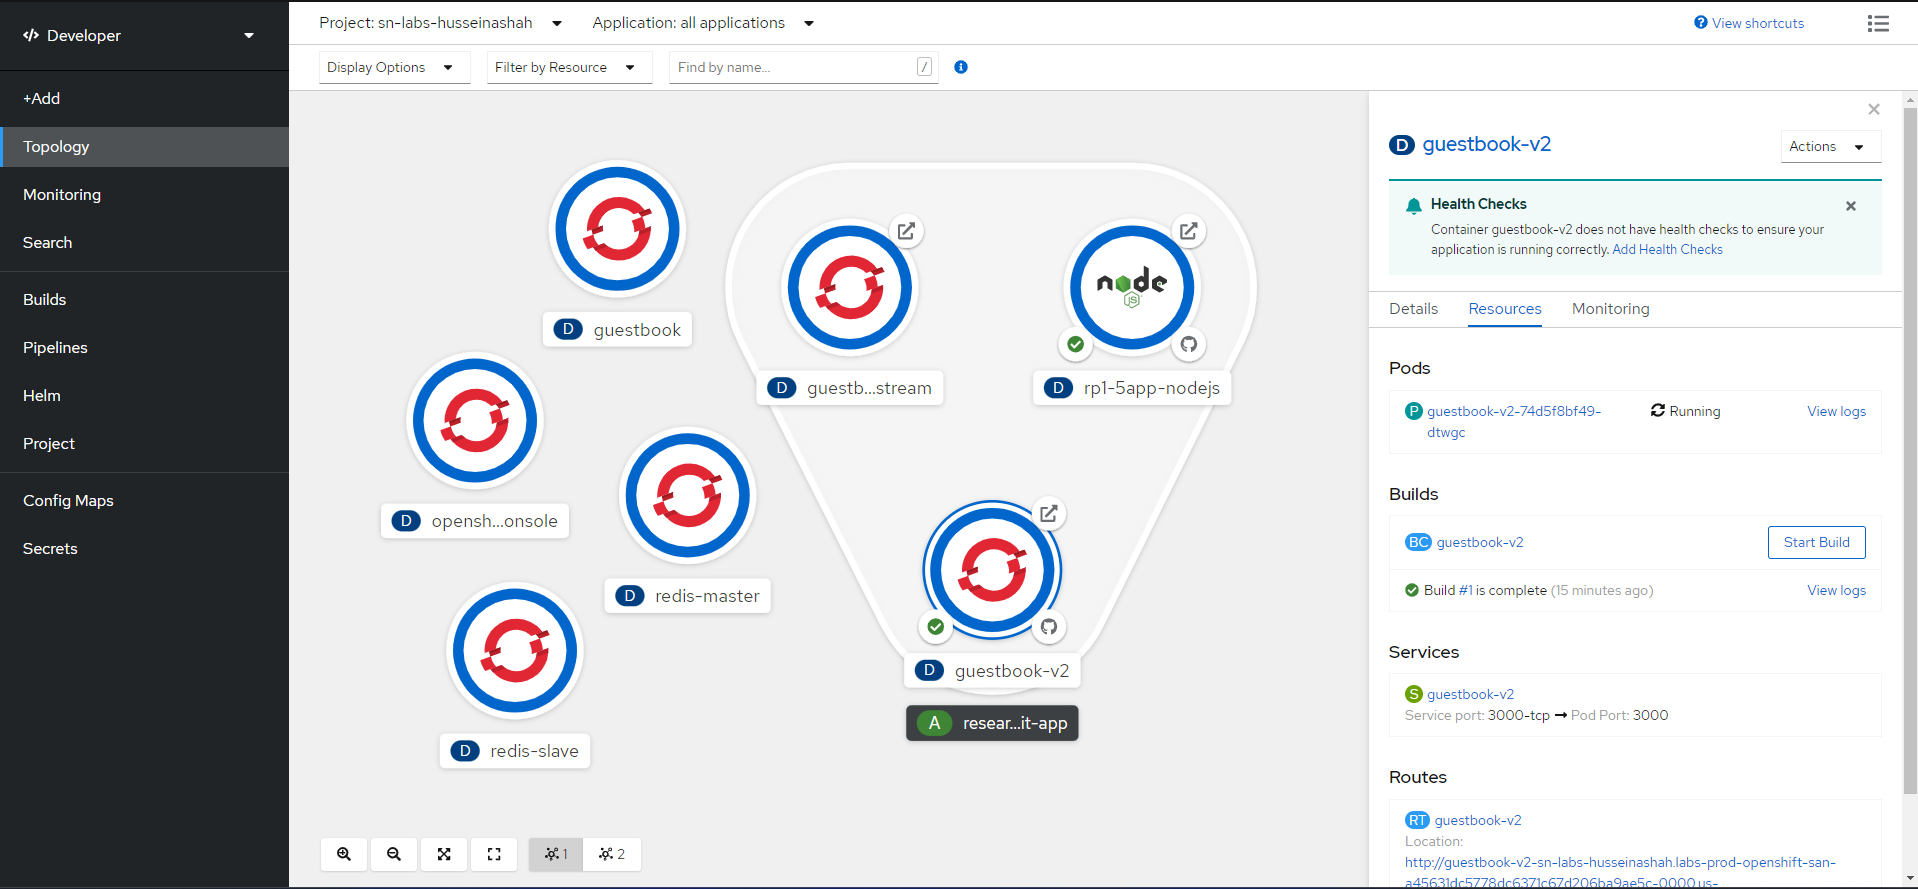 Developer
+Add
Topology
Monitoring
Search
Builds
Pipelines
Helm
Project
Config Maps
Secrets
Project: sn-labs-husseinashah
Application: all applications
View shortcuts
Display Options
Filter by Resource
Find by name...
/
D guestbook
D guestb...stream
node
JS
D rp1-5app-nodejs
D opensh...onsole
D redis-master
D guestbook-v2
D redis-slave
A resear...it-app
1
2
D guestbook-v2
Actions
Health Checks
Container guestbook-v2 does not have health checks to ensure your
application is running correctly. Add Health Checks
Details
Resources
Monitoring
Pods
P guestbook-v2-74d5f8bf49-
dtwgc
Running
View logs
Builds
BC guestbook-v2
Start Build
Build #1 is complete (15 minutes ago)
View logs
Services
S guestbook-v2
Service port: 3000-tcp → Pod Port: 3000
Routes
RT guestbook-v2
Location:
http://guestbook-v2-sn-labs-husseinashah.labs-prod-openshift-san-
a45631dc5778dc6371c67d206ba9ae5c-0000.us-